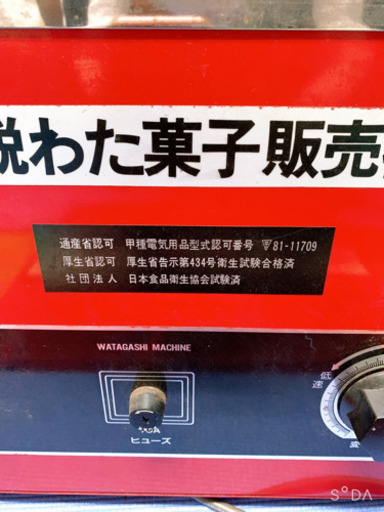 わた菓子販売
通産省認可 甲種電気用品型式認可番号 〒81-11709
厚生省認可 厚生省告示第434号衛生試験合格済
社団法人 日本食品衛生協会試験済
WATAGASHI MACHINE
低
速
ヒューズ
SODA